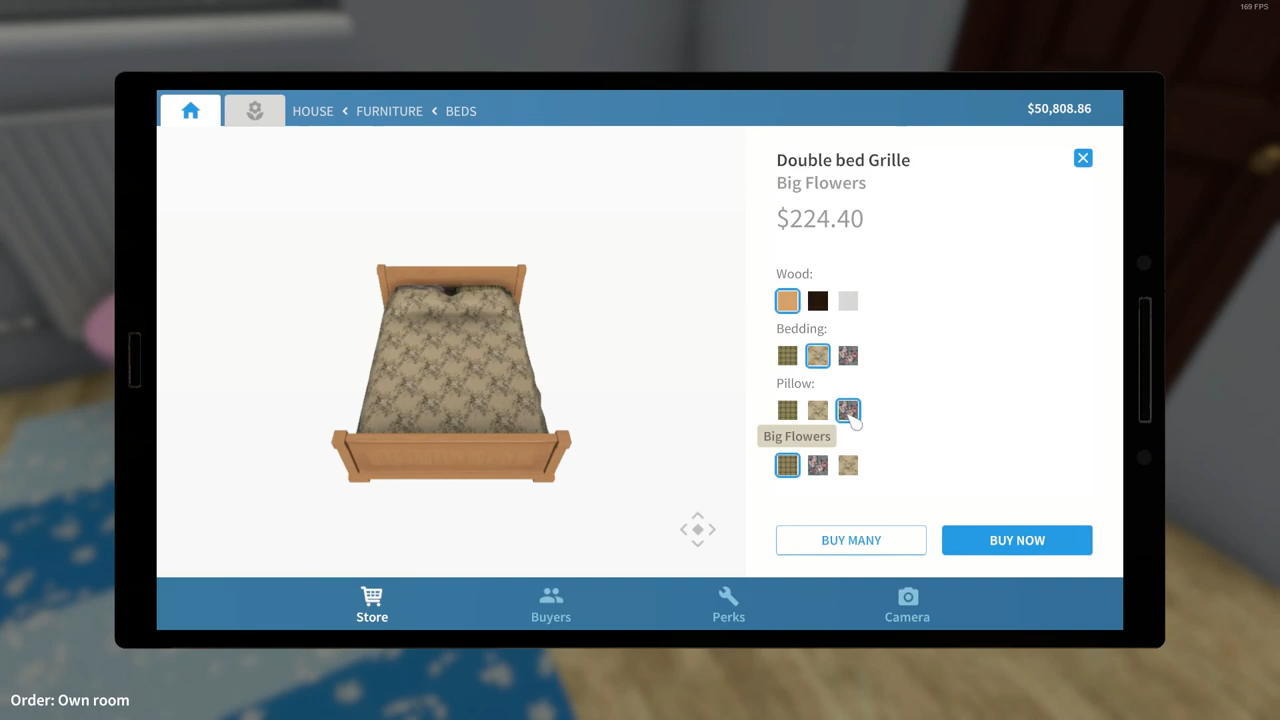 169 FPS
HOUSE < FURNITURE < BEDS
$50,808.86
Double bed Grille
Big Flowers
$224.40
Wood:
Bedding:
Pillow:
Big Flowers
BUY MANY
BUY NOW
Store
Buyers
Perks
Camera
Order: Own room